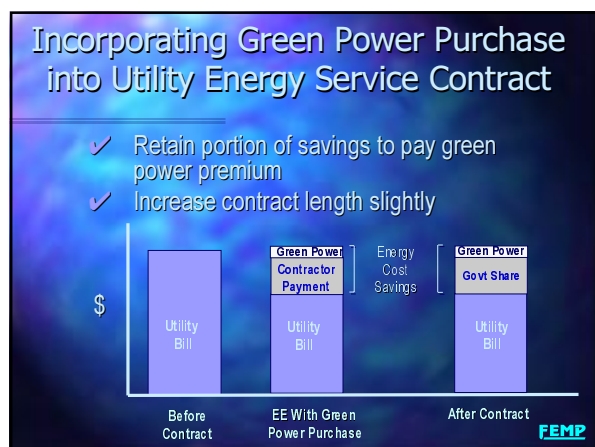 Incorporating Green Power Purchase
into Utility Energy Service Contract
✔ Retain portion of savings to pay green
power premium
✔ Increase contract length slightly
$
Utility
Bill
Green Power
Contractor
Payment
Utility
Bill
Energy
Cost
Savings
Green Power
Govt Share
Utility
Bill
Before
Contract
EE With Green
Power Purchase
After Contract
FEMP